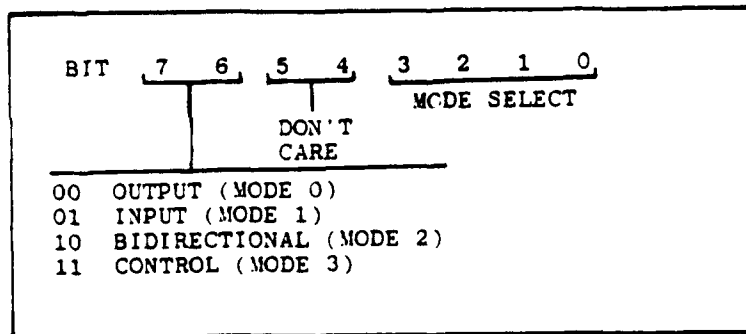 BIT 7 6 5 4 3 2 1 0
MODE SELECT
DON'T
CARE
00 OUTPUT (MODE 0)
01 INPUT (MODE 1)
10 BIDIRECTIONAL (MODE 2)
11 CONTROL (MODE 3)